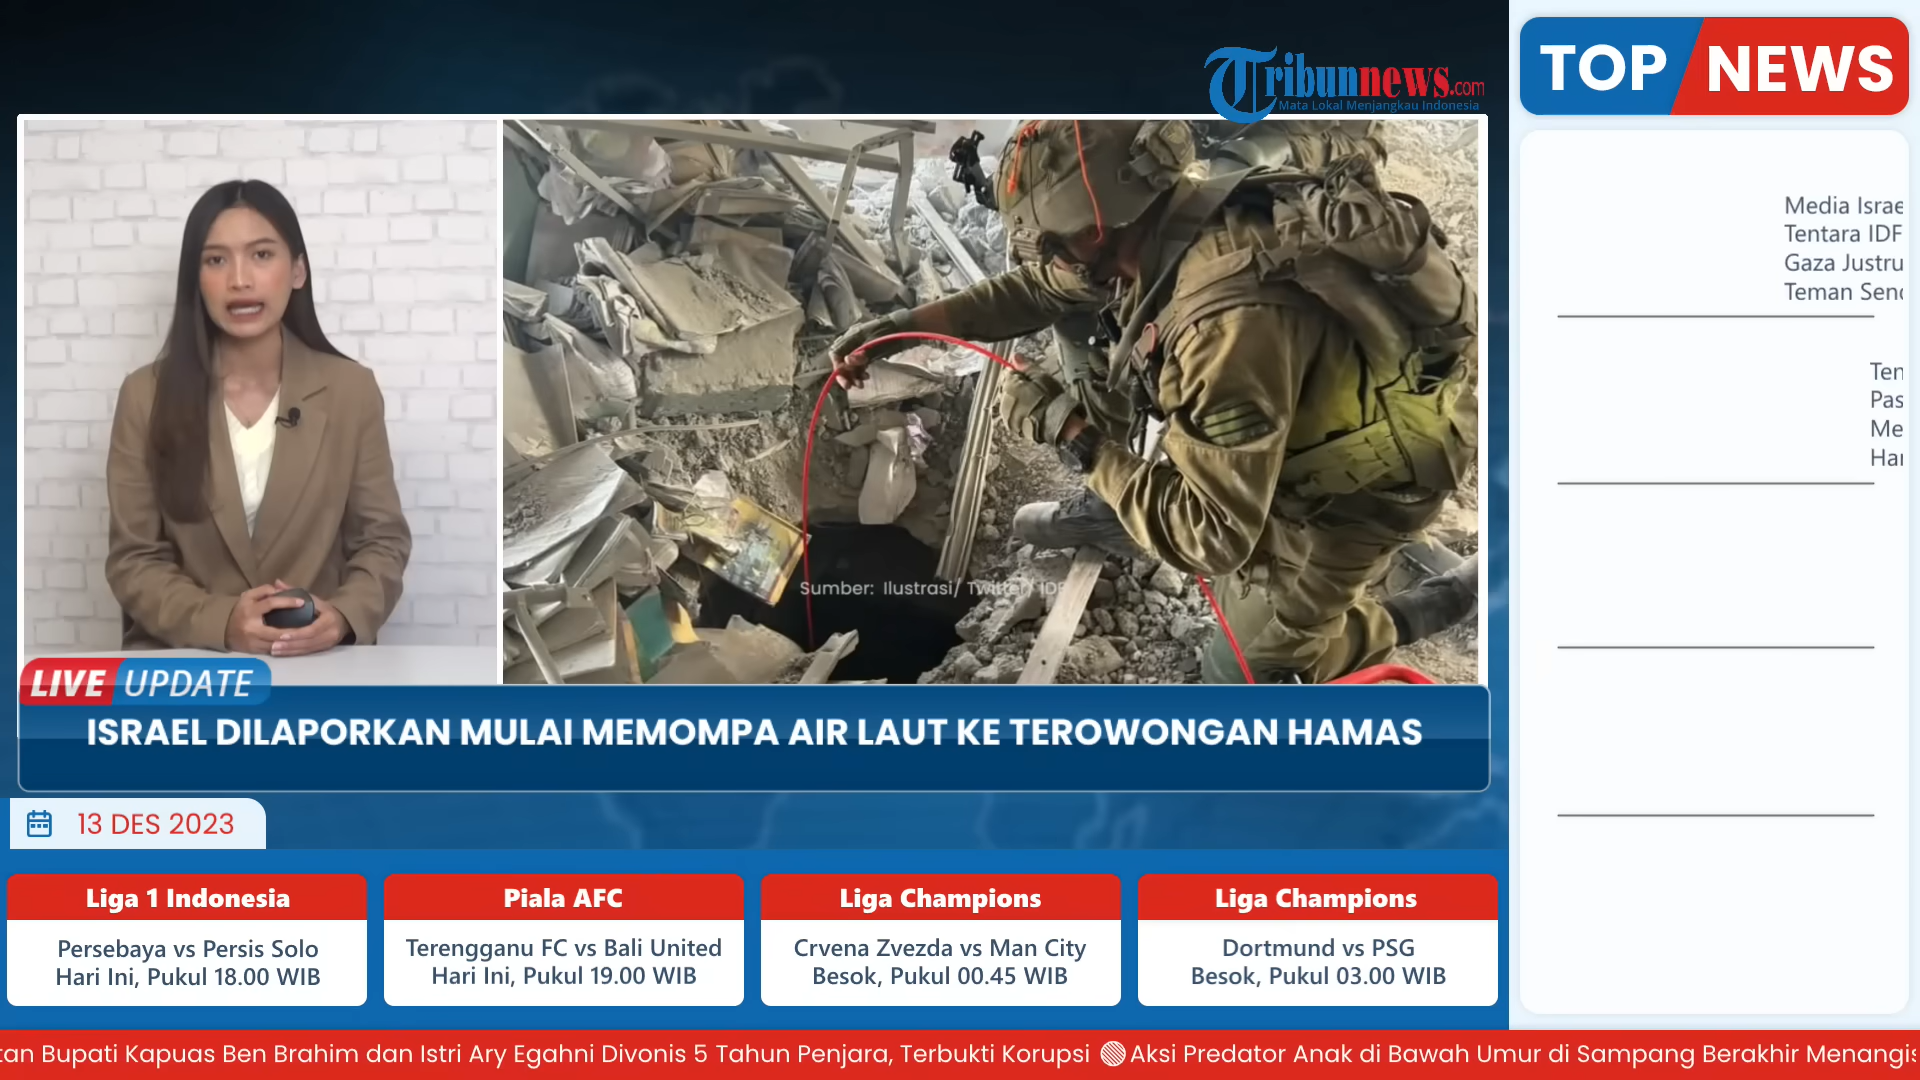 Tribunnews.com
Mata Lokal Menjangkau Indonesia
TOP NEWS
Media Israe
Tentara IDF
Gaza Justru
Teman Send
Ten
Pas
Me
Han
Sumber: Ilustrasi/ Twitter/ IDF
LIVE UPDATE
ISRAEL DILAPORKAN MULAI MEMOMPA AIR LAUT KE TEROWONGAN HAMAS
13 DES 2023
Liga 1 Indonesia
Persebaya vs Persis Solo
Hari Ini, Pukul 18.00 WIB
Piala AFC
Terengganu FC vs Bali United
Hari Ini, Pukul 19.00 WIB
Liga Champions
Crvena Zvezda vs Man City
Besok, Pukul 00.45 WIB
Liga Champions
Dortmund vs PSG
Besok, Pukul 03.00 WIB
tan Bupati Kapuas Ben Brahim dan Istri Ary Egahni Divonis 5 Tahun Penjara, Terbukti Korupsi Aksi Predator Anak di Bawah Umur di Sampang Berakhir Menangis